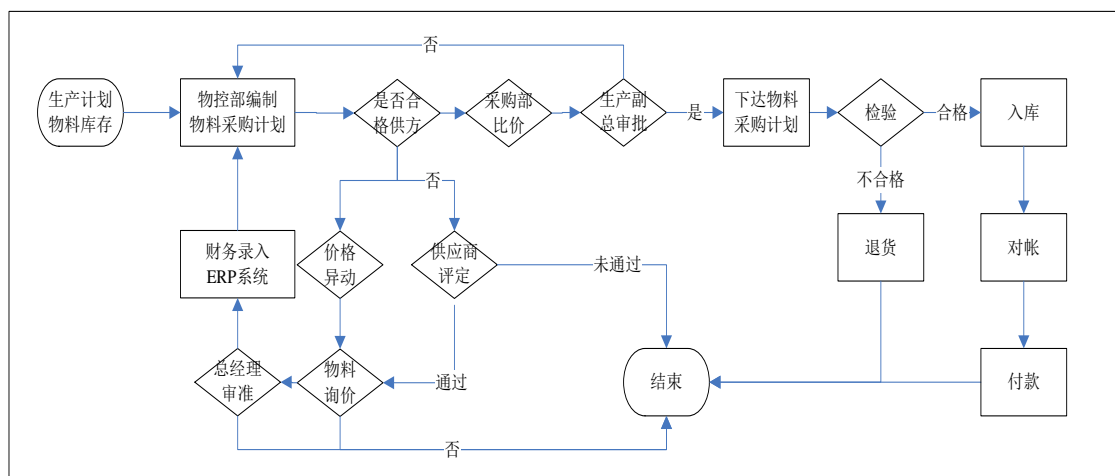 否
生产计划
物料库存
物控部编制
物料采购计划
是否合
格供方
采购部
比价
生产副
总审批
是
下达物料
采购计划
检验
合格
入库
否
不合格
财务录入
ERP系统
价格
异动
供应商
评定
未通过
退货
对帐
总经理
审准
物料
询价
通过
结束
付款
否